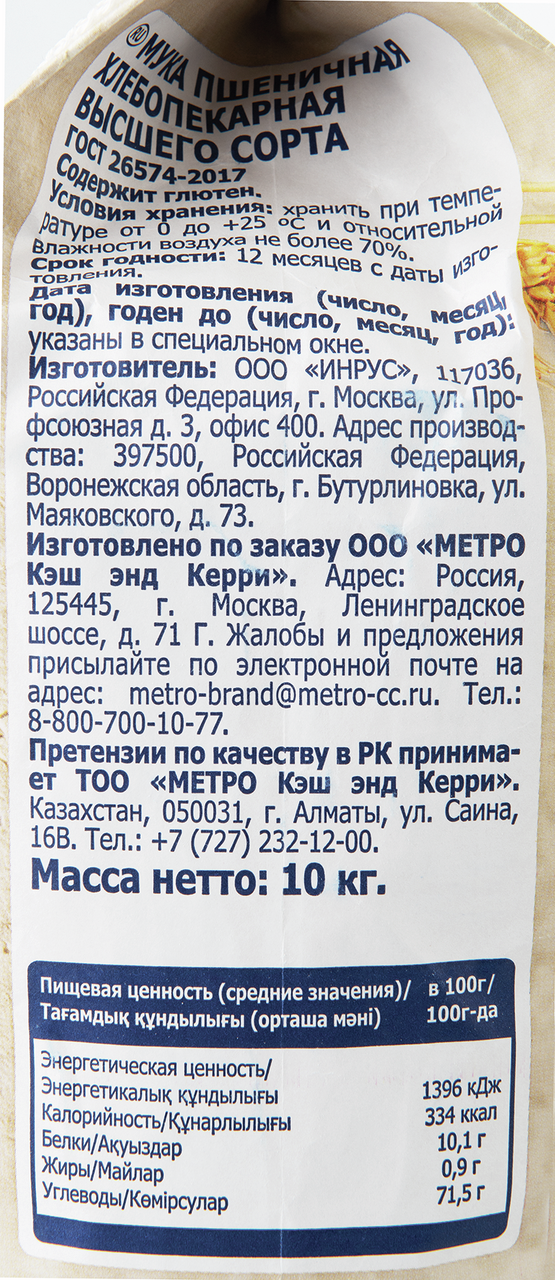 RU МУКА ПШЕНИЧНАЯ
ХЛЕБОПЕКАРНАЯ
ВЫСШЕГО СОРТА
ГОСТ 26574-2017
Содержит глютен.
Условия хранения: хранить при темпе-
ратуре от 0 до +25 °С и относительной
влажности воздуха не более 70%.
Срок годности: 12 месяцев с даты изго-
товления.
Дата изготовления (число, месяц,
год), годен до (число, месяц, год):
указаны в специальном окне.
Изготовитель: ООО «ИНРУС», 117036,
Российская Федерация, г. Москва, ул. Про-
фсоюзная д. 3, офис 400. Адрес производ-
ства: 397500, Российская Федерация,
Воронежская область, г. Бутурлиновка, ул.
Маяковского, д. 73.
Изготовлено по заказу ООО «МЕТРО
Кэш энд Керри». Адрес: Россия,
125445, г. Москва, Ленинградское
шоссе, д. 71 Г. Жалобы и предложения
присылайте по электронной почте на
адрес: metro-brand@metro-cc.ru. Тел.:
8-800-700-10-77.
Претензии по качеству в РК принима-
ет ТОО «МЕТРО Кэш энд Керри».
Казахстан, 050031, г. Алматы, ул. Саина,
16В. Тел.: +7 (727) 232-12-00.
Масса нетто: 10 кг.
Пищевая ценность (средние значения)/ в 100г/
Тағамдық құндылығы (орташа мәні) 100г-да
Энергетическая ценность/
Энергетикалық құндылығы 1396 кДж
Калорийность/Құнарлылығы 334 ккал
Белки/Ақуыздар 10,1 г
Жиры/Майлар 0,9 г
Углеводы/Көмірсулар 71,5 г